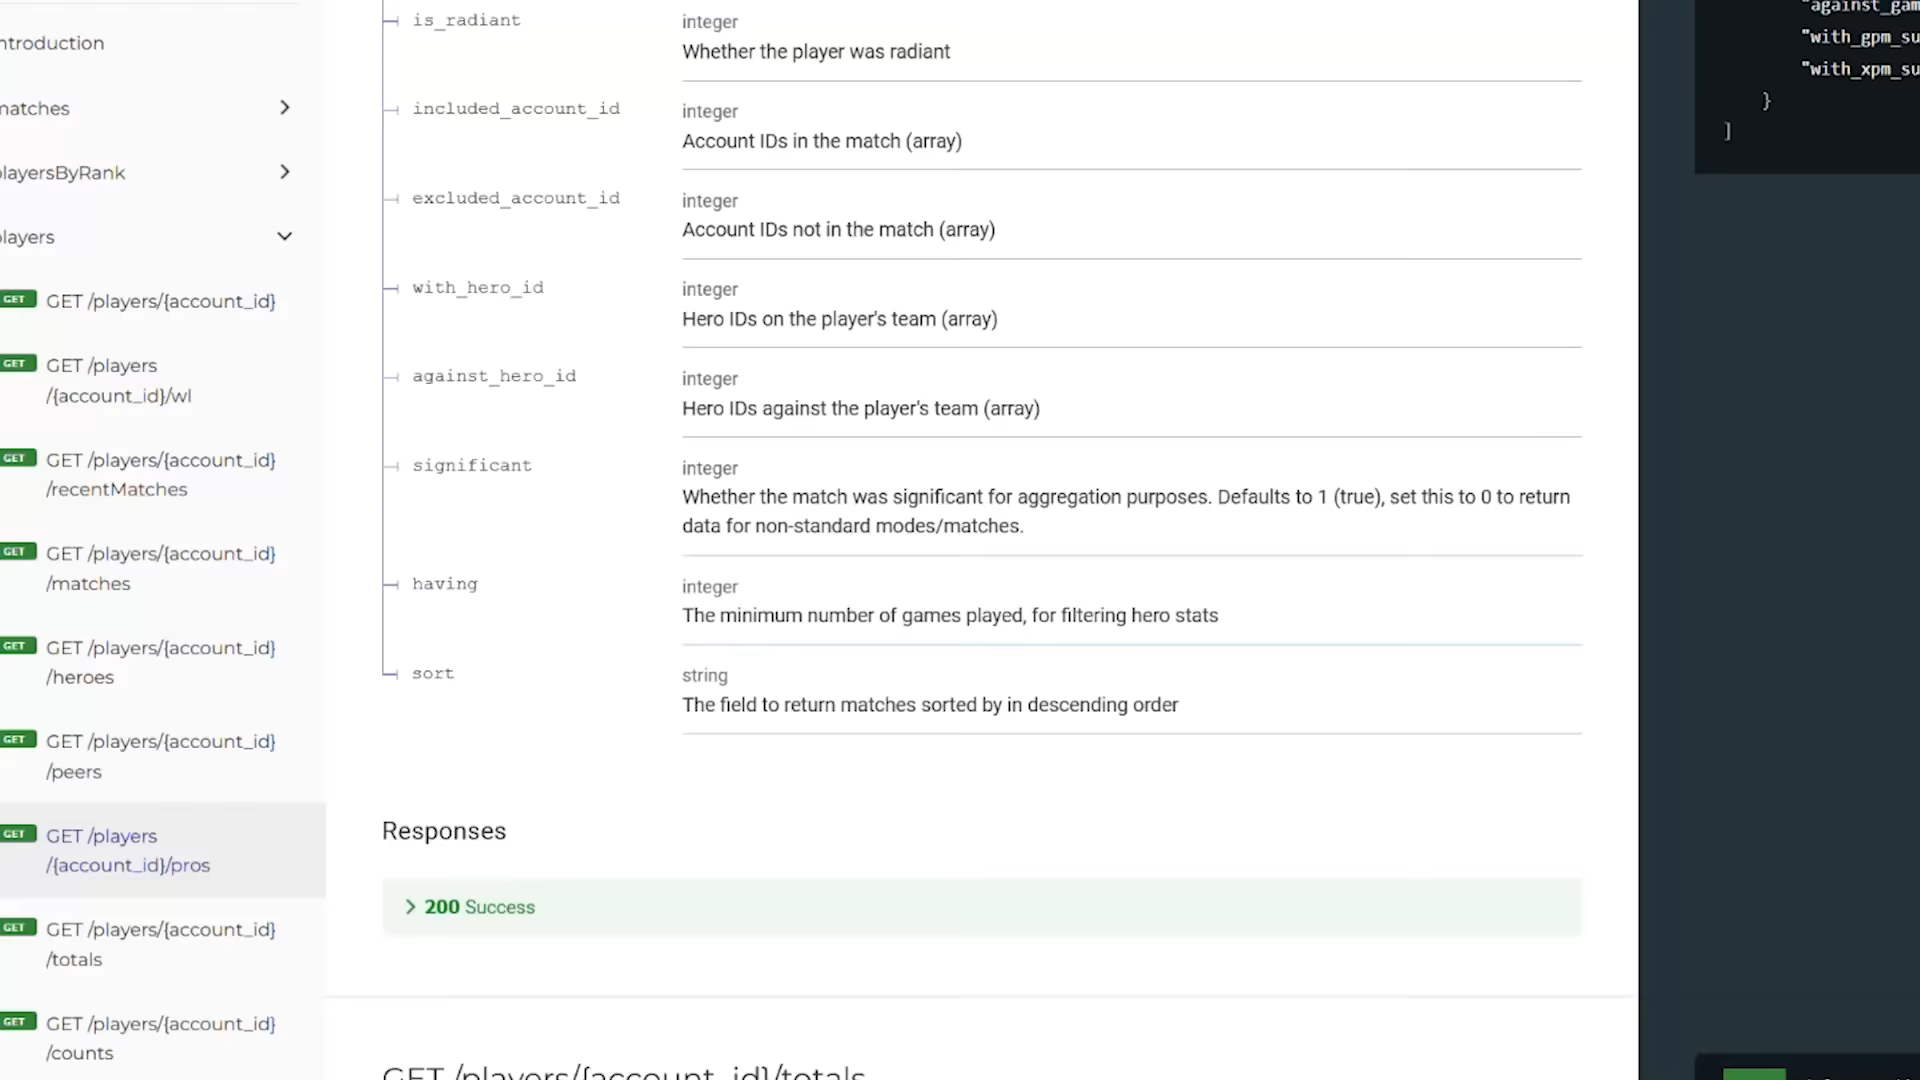 ntroduction
natches
layersByRank
layers
GET GET /players/{account_id}
GET GET /players
/{account_id}/wl
GET GET /players/{account_id}
/recentMatches
GET GET /players/{account_id}
/matches
GET GET /players/{account_id}
/heroes
GET GET /players/{account_id}
/peers
GET GET /players
/{account_id}/pros
GET GET /players/{account_id}
/totals
GET GET /players/{account_id}
/counts
is_radiant
integer
Whether the player was radiant
included_account_id
integer
Account IDs in the match (array)
excluded_account_id
integer
Account IDs not in the match (array)
with_hero_id
integer
Hero IDs on the player's team (array)
against_hero_id
integer
Hero IDs against the player's team (array)
significant
integer
Whether the match was significant for aggregation purposes. Defaults to 1 (true), set this to 0 to return
data for non-standard modes/matches.
having
integer
The minimum number of games played, for filtering hero stats
sort
string
The field to return matches sorted by in descending order
Responses
200 Success
GET /players/{account_id}/totals
"against_gam
"with_gpm_su
"with_xpm_su
}
]